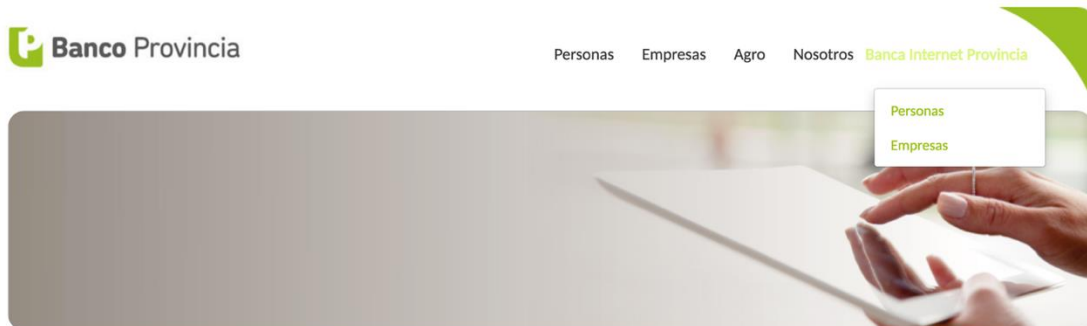 Banco Provincia
Personas Empresas Agro Nosotros Banca Internet Provincia
Personas
Empresas